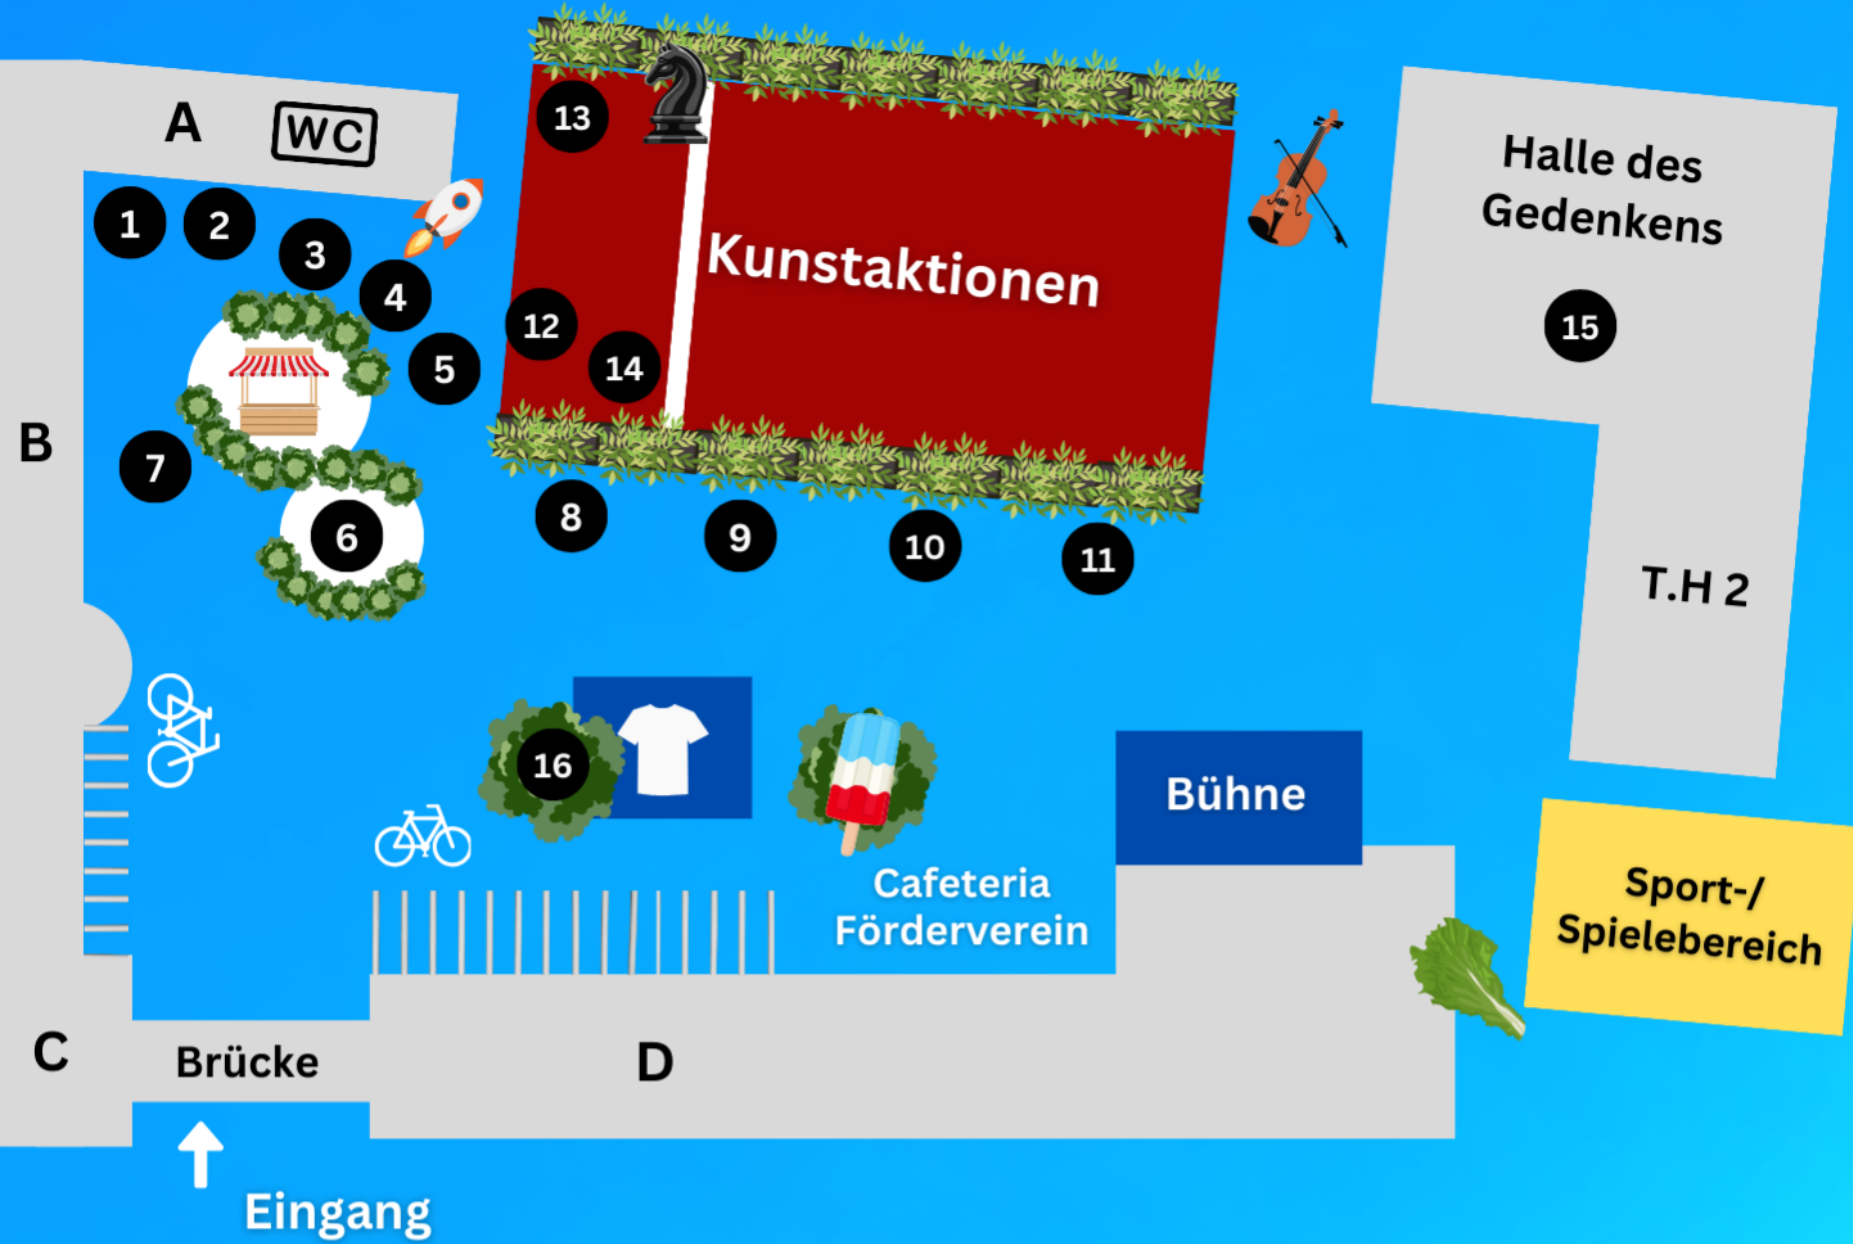 A
WC
13
Halle des
Gedenkens
1
2
3
4
Kunstaktionen
12
14
5
15
B
7
6
8
9
10
11
T.H 2
16
Bühne
Cafeteria
Förderverein
Sport-/
Spielebereich
C
Brücke
D
Eingang